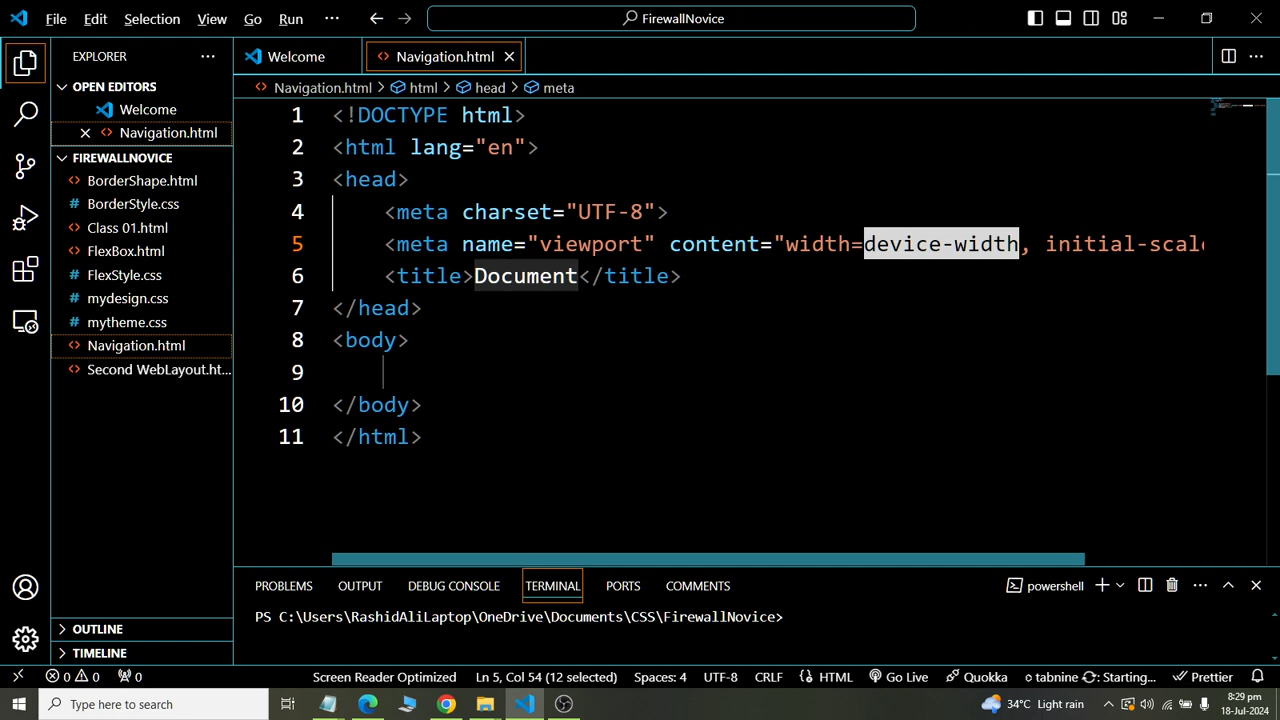 File Edit Selection View Go Run ··· FirewallNovice
EXPLORER ···
OPEN EDITORS
Welcome
Navigation.html
FIREWALLNOVICE
BorderShape.html
BorderStyle.css
Class 01.html
FlexBox.html
FlexStyle.css
mydesign.css
mytheme.css
Navigation.html
Second WebLayout.ht...
OUTLINE
TIMELINE
Welcome Navigation.html
Navigation.html > html > head > meta
1 <!DOCTYPE html>
2 <html lang="en">
3 <head>
4 <meta charset="UTF-8">
5 <meta name="viewport" content="width=device-width, initial-scale
6 <title>Document</title>
7 </head>
8 <body>
9
10 </body>
11 </html>
PROBLEMS OUTPUT DEBUG CONSOLE TERMINAL PORTS COMMENTS powershell
PS C:\Users\RashidAliLaptop\OneDrive\Documents\CSS\FirewallNovice>
0 0 0 Screen Reader Optimized Ln 5, Col 54 (12 selected) Spaces: 4 UTF-8 CRLF HTML Go Live Quokka tabnine Starting... Prettier
Type here to search 34°C Light rain 8:29 pm
18-Jul-2024